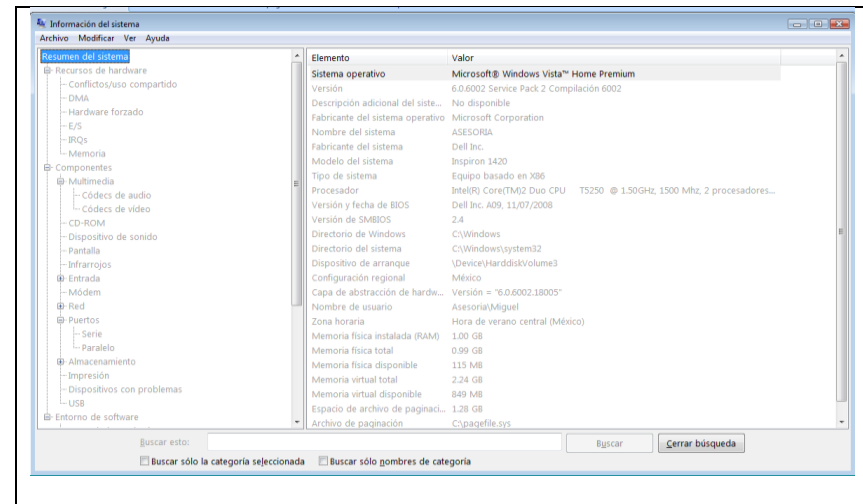 Información del sistema
Archivo Modificar Ver Ayuda
Resumen del sistema
Recursos de hardware
Conflictos/uso compartido
DMA
Hardware forzado
E/S
IRQs
Memoria
Componentes
Multimedia
Códecs de audio
Códecs de vídeo
CD-ROM
Dispositivo de sonido
Pantalla
Infrarrojos
Entrada
Módem
Red
Puertos
Serie
Paralelo
Almacenamiento
Impresión
Dispositivos con problemas
USB
Entorno de software
Elemento Valor
Sistema operativo Microsoft® Windows Vista™ Home Premium
Versión 6.0.6002 Service Pack 2 Compilación 6002
Descripción adicional del siste... No disponible
Fabricante del sistema operativo Microsoft Corporation
Nombre del sistema ASESORIA
Fabricante del sistema Dell Inc.
Modelo del sistema Inspiron 1420
Tipo de sistema Equipo basado en X86
Procesador Intel(R) Core(TM)2 Duo CPU T5250 @ 1.50GHz, 1500 Mhz, 2 procesadores...
Versión y fecha de BIOS Dell Inc. A09, 11/07/2008
Versión de SMBIOS 2.4
Directorio de Windows C:\Windows
Directorio del sistema C:\Windows\system32
Dispositivo de arranque \Device\HarddiskVolume3
Configuración regional México
Capa de abstracción de hardw... Versión = "6.0.6002.18005"
Nombre de usuario Asesoria\Miguel
Zona horaria Hora de verano central (México)
Memoria física instalada (RAM) 1.00 GB
Memoria física total 0.99 GB
Memoria física disponible 115 MB
Memoria virtual total 2.24 GB
Memoria virtual disponible 849 MB
Espacio de archivo de paginaci... 1.28 GB
Archivo de paginación C:\pagefile.sys
Buscar esto: Buscar Cerrar búsqueda
Buscar sólo la categoría seleccionada Buscar sólo nombres de categoría